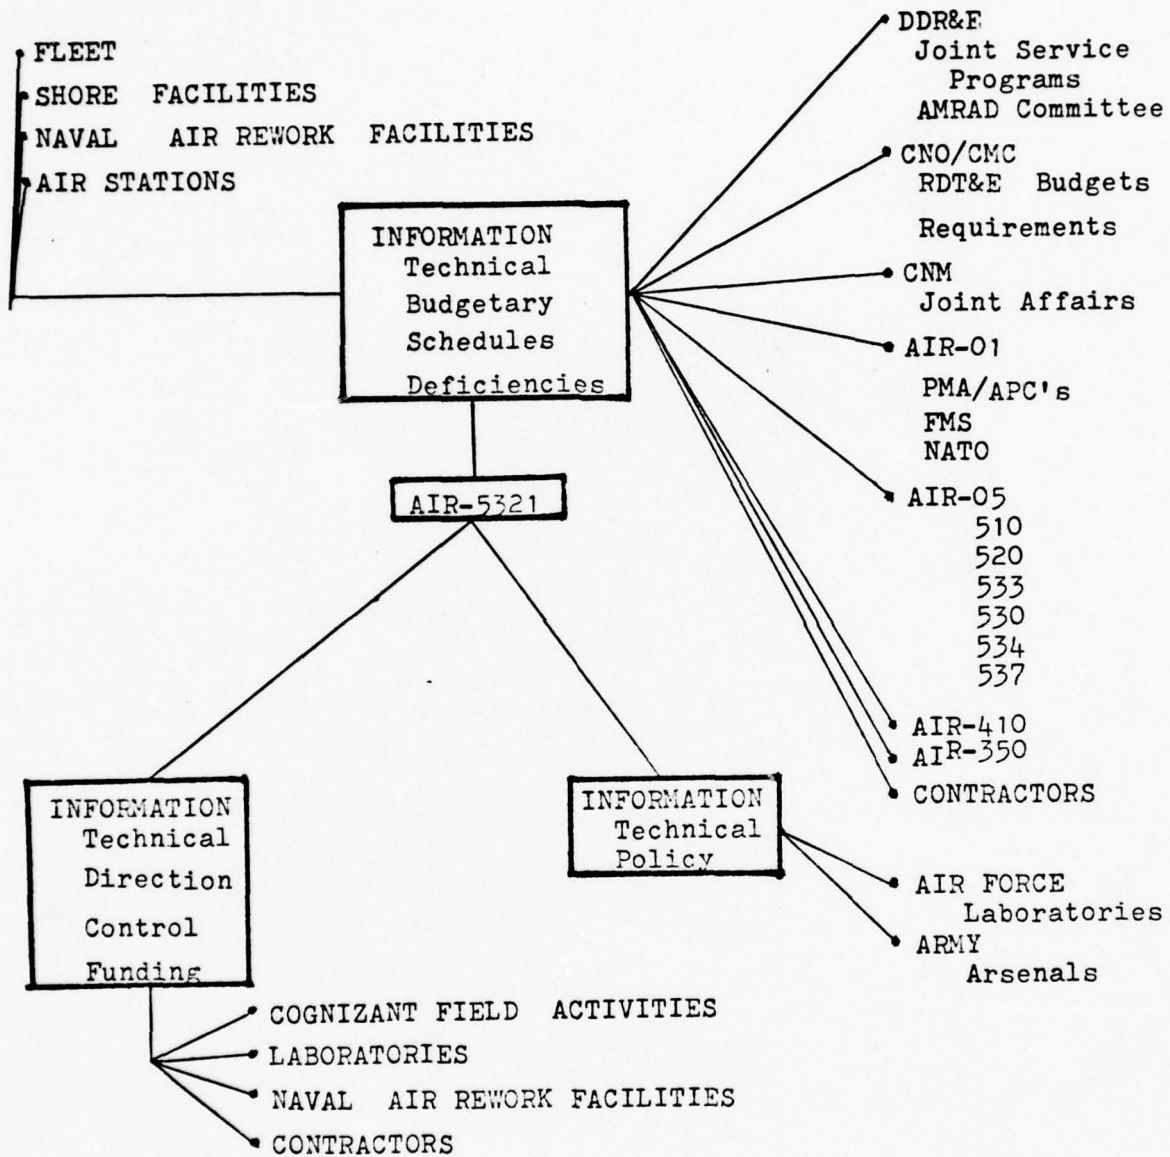 FLEET
SHORE FACILITIES
NAVAL AIR REWORK FACILITIES
AIR STATIONS
INFORMATION
Technical
Budgetary
Schedules
Deficiencies
DDR&E
Joint Service
Programs
AMRAD Committee
CNO/CMC
RDT&E Budgets
Requirements
CNM
Joint Affairs
AIR-01
PMA/APC's
FMS
NATO
AIR-05
510
520
533
530
534
537
AIR-410
AIR-350
CONTRACTORS
AIR-5321
INFORMATION
Technical
Direction
Control
Funding
COGNIZANT FIELD ACTIVITIES
LABORATORIES
NAVAL AIR REWORK FACILITIES
CONTRACTORS
INFORMATION
Technical
Policy
AIR FORCE
Laboratories
ARMY
Arsenals